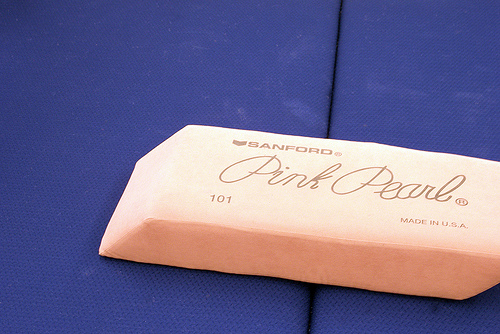 SANFORD®
Pink Pearl®
101
MADE IN U.S.A.